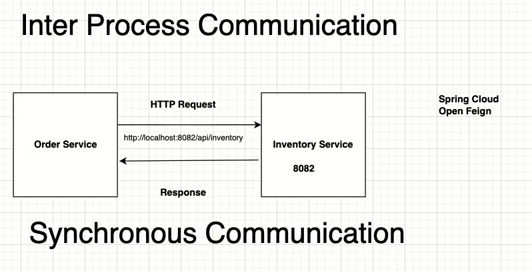 Inter Process Communication
HTTP Request
Spring Cloud
Open Feign
http://localhost:8082/api/inventory
Order Service
Inventory Service
8082
Response
Synchronous Communication